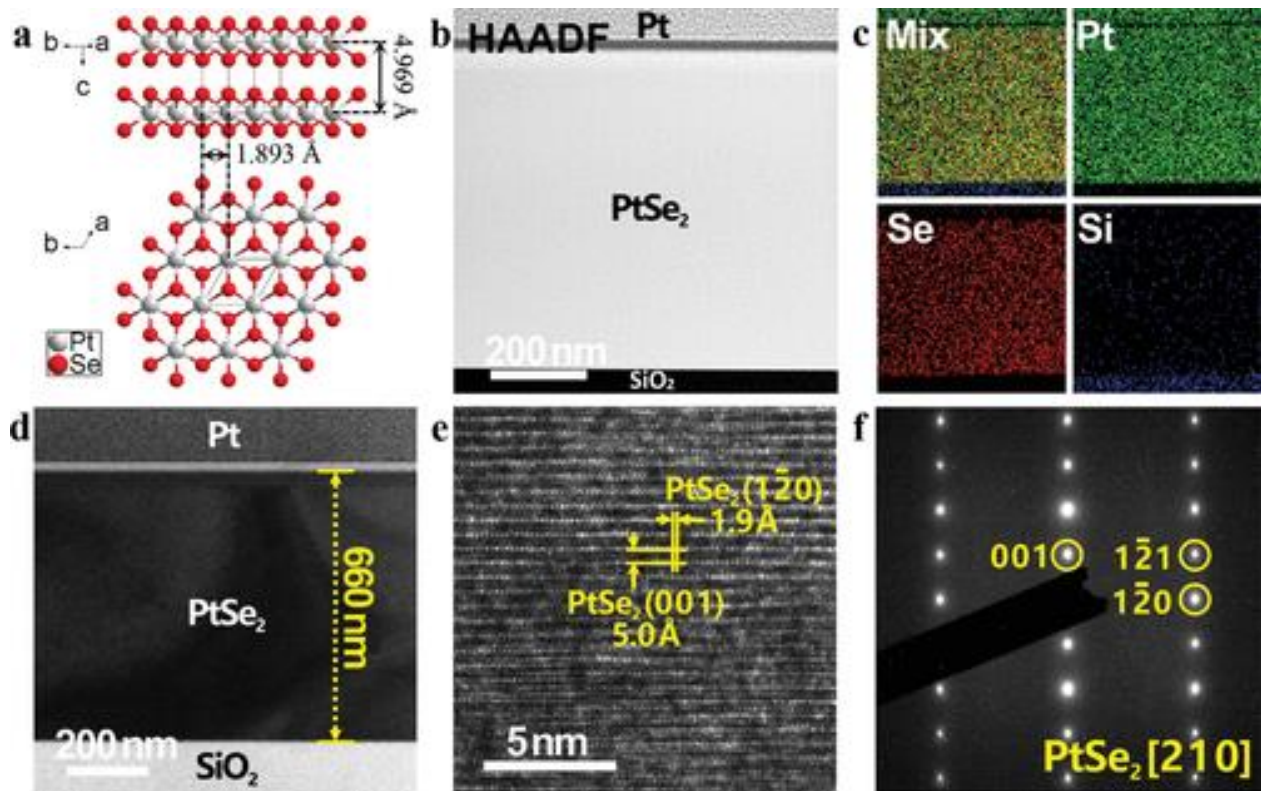 a
b
a
c
4.969 Å
1.893 Å
a
b
Pt
Se
b
HAADF
Pt
PtSe₂
200 nm
SiO₂
c
Mix
Pt
Se
Si
d
Pt
PtSe₂
660 nm
200 nm
SiO₂
e
PtSe₂(12̄0)
1.9 Å
PtSe₂(001)
5.0 Å
5 nm
f
001
12̄1
12̄0
PtSe₂ [210]